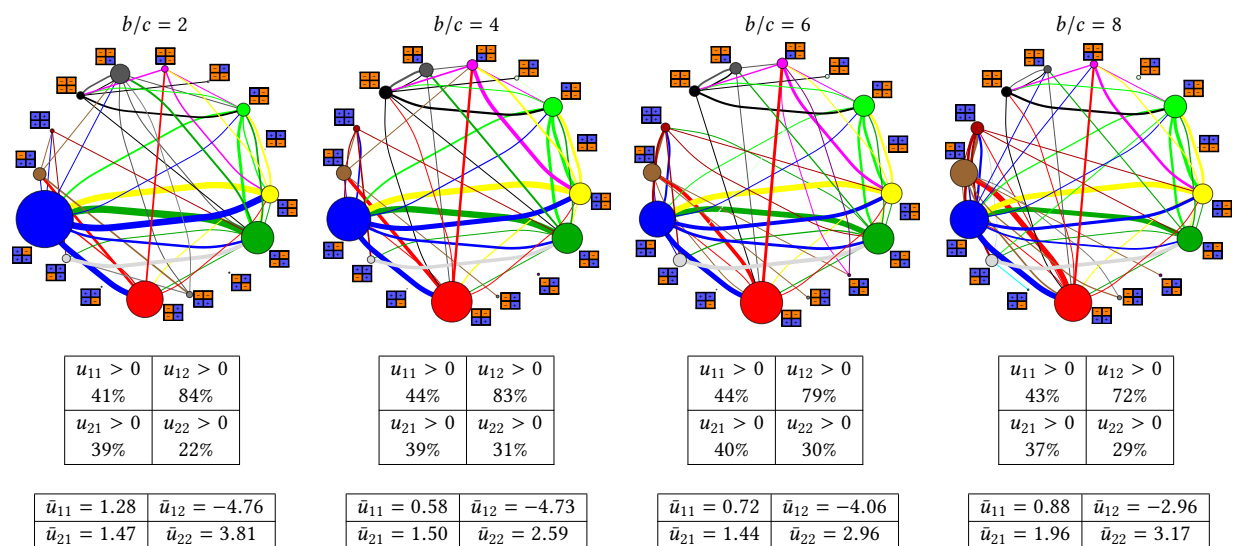 b/c = 2
b/c = 4
b/c = 6
b/c = 8
u₁₁ > 0 u₁₂ > 0
41% 84%
u₂₁ > 0 u₂₂ > 0
39% 22%
u₁₁ > 0 u₁₂ > 0
44% 83%
u₂₁ > 0 u₂₂ > 0
39% 31%
u₁₁ > 0 u₁₂ > 0
44% 79%
u₂₁ > 0 u₂₂ > 0
40% 30%
u₁₁ > 0 u₁₂ > 0
43% 72%
u₂₁ > 0 u₂₂ > 0
37% 29%
ū₁₁ = 1.28 ū₁₂ = −4.76
ū₂₁ = 1.47 ū₂₂ = 3.81
ū₁₁ = 0.58 ū₁₂ = −4.73
ū₂₁ = 1.50 ū₂₂ = 2.59
ū₁₁ = 0.72 ū₁₂ = −4.06
ū₂₁ = 1.44 ū₂₂ = 2.96
ū₁₁ = 0.88 ū₁₂ = −2.96
ū₂₁ = 1.96 ū₂₂ = 3.17